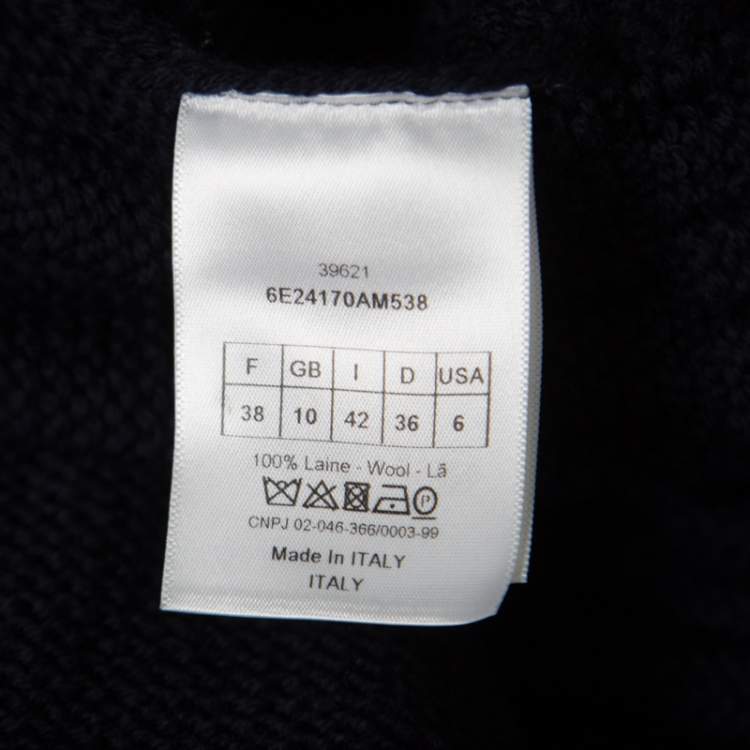 39621
6E24170AM538
F GB I D USA
38 10 42 36 6
100% Laine - Wool - Lã
P
CNPJ 02-046-366/0003-99
Made In ITALY
ITALY